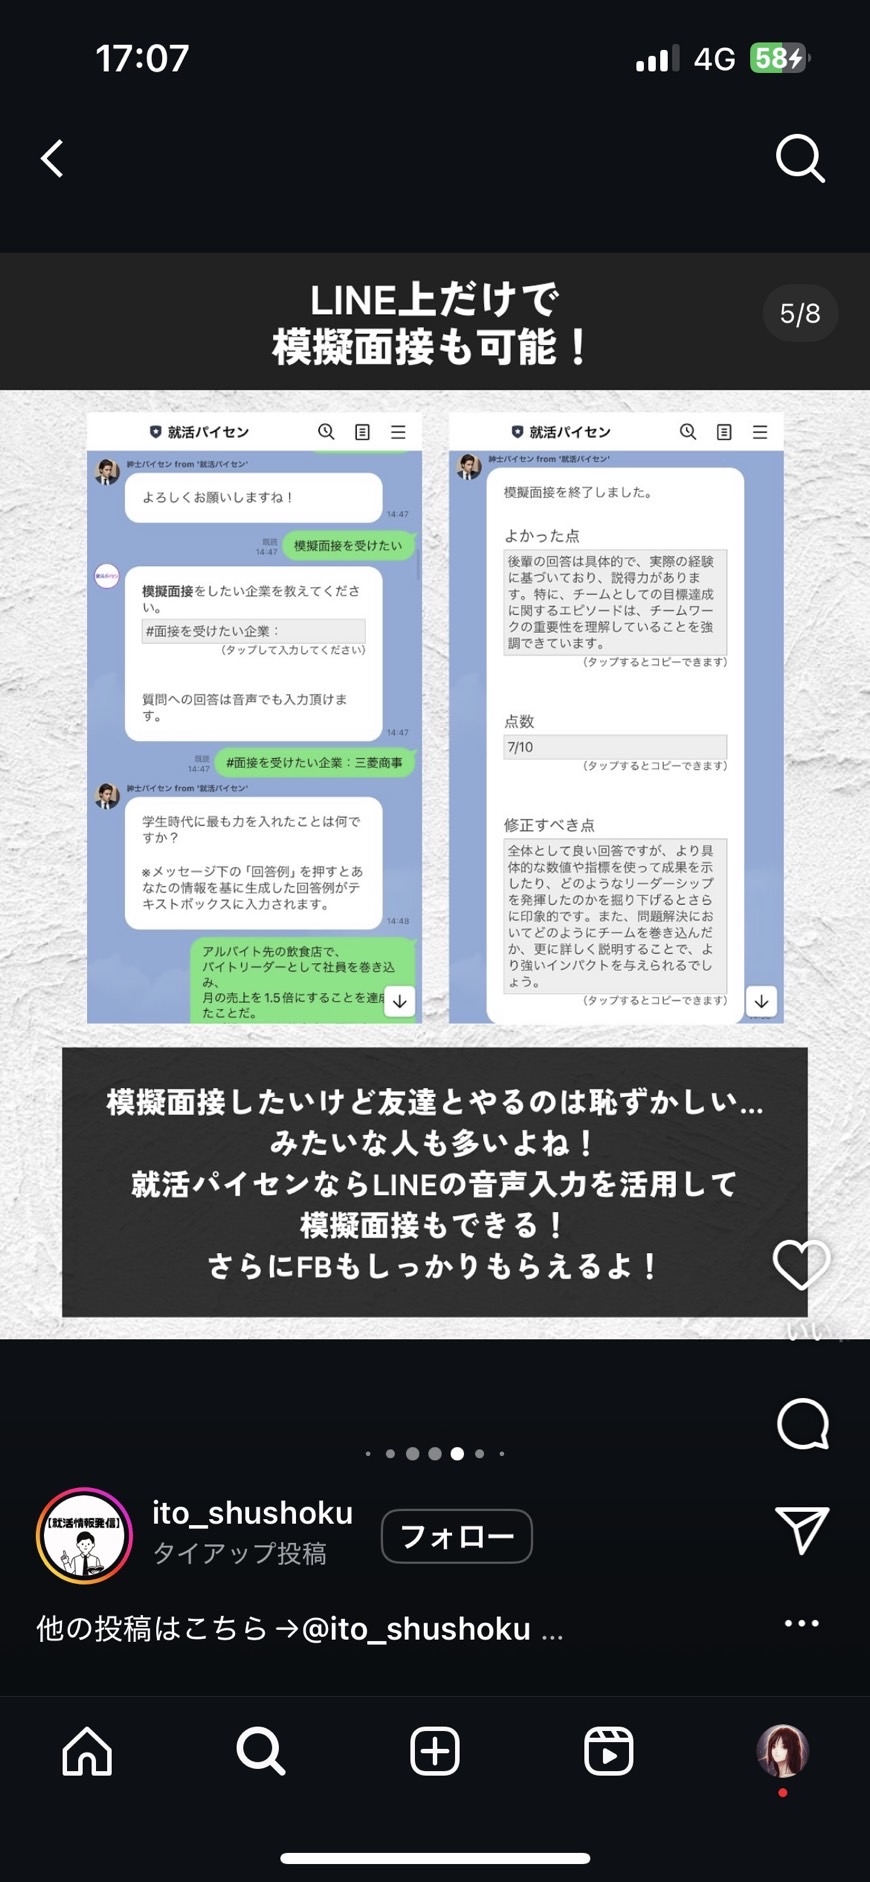 17:07
4G
58
LINE上だけで
模擬面接も可能！
5/8
就活パイセン
紳士パイセン from '就活パイセン'
よろしくお願いしますね！
14:47
既読
14:47
模擬面接を受けたい
模擬面接をしたい企業を教えてくださ
い。
#面接を受けたい企業：
（タップして入力してください）
質問への回答は音声でも入力頂けま
す。
14:47
既読
14:47
#面接を受けたい企業：三菱商事
紳士パイセン from '就活パイセン'
学生時代に最も力を入れたことは何で
すか？
※メッセージ下の「回答例」を押すとあ
なたの情報を基に生成した回答例がテ
キストボックスに入力されます。
14:48
アルバイト先の飲食店で、
バイトリーダーとして社員を巻き込
み、
月の売上を1.5倍にすることを達成
たことだ。
就活パイセン
紳士パイセン from '就活パイセン'
模擬面接を終了しました。
よかった点
後輩の回答は具体的で、実際の経験
に基づいており、説得力がありま
す。特に、チームとしての目標達成
に関するエピソードは、チームワー
クの重要性を理解していることを強
調できています。
（タップするとコピーできます）
点数
7/10
（タップするとコピーできます）
修正すべき点
全体として良い回答ですが、より具
体的な数値や指標を使って成果を示
したり、どのようなリーダーシップ
を発揮したのかを掘り下げるとさら
に印象的です。また、問題解決にお
いてどのようにチームを巻き込んだ
か、更に詳しく説明することで、よ
り強いインパクトを与えられるでし
ょう。
（タップするとコピーできます）
模擬面接したいけど友達とやるのは恥ずかしい...
みたいな人も多いよね！
就活パイセンならLINEの音声入力を活用して
模擬面接もできる！
さらにFBもしっかりもらえるよ！
【就活情報発信】
ito_shushoku
タイアップ投稿
フォロー
他の投稿はこちら→@ito_shushoku ...